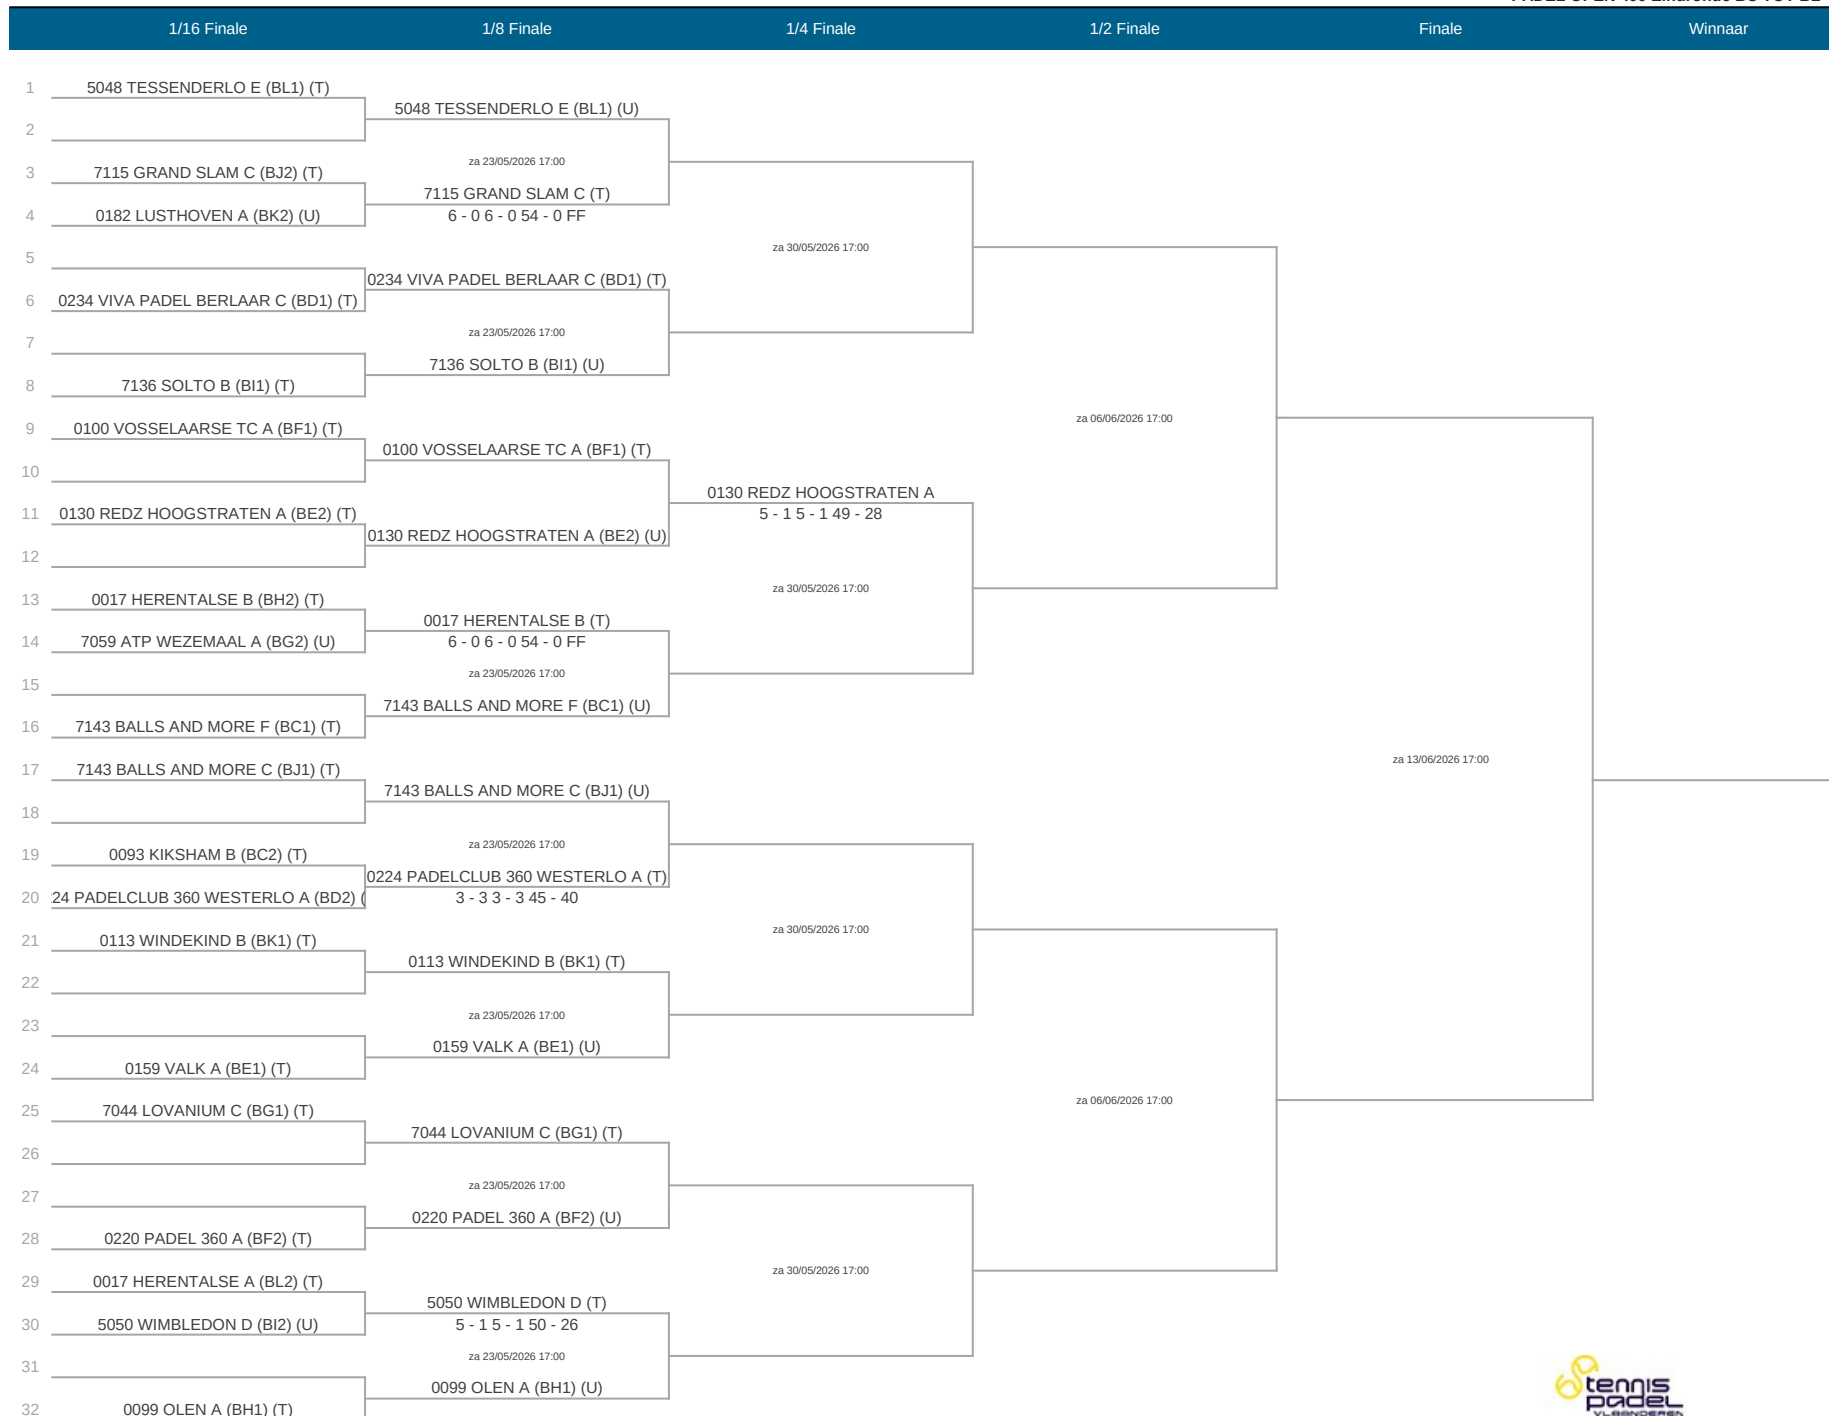 1/16 Finale 1/8 Finale 1/4 Finale 1/2 Finale Finale Winnaar
1 5048 TESSENDERLO E (BL1) (T)
5048 TESSENDERLO E (BL1) (U)
2
za 23/05/2026 17:00
3 7115 GRAND SLAM C (BJ2) (T)
7115 GRAND SLAM C (T)
4 0182 LUSTHOVEN A (BK2) (U) 6 - 0 6 - 0 54 - 0 FF
za 30/05/2026 17:00
5
0234 VIVA PADEL BERLAAR C (BD1) (T)
6 0234 VIVA PADEL BERLAAR C (BD1) (T)
za 23/05/2026 17:00
7
7136 SOLTO B (BI1) (U)
8 7136 SOLTO B (BI1) (T)
za 06/06/2026 17:00
9 0100 VOSSELAARSE TC A (BF1) (T)
0100 VOSSELAARSE TC A (BF1) (T)
10
0130 REDZ HOOGSTRATEN A
11 0130 REDZ HOOGSTRATEN A (BE2) (T) 5 - 1 5 - 1 49 - 28
0130 REDZ HOOGSTRATEN A (BE2) (U)
12
za 30/05/2026 17:00
13 0017 HERENTALSE B (BH2) (T)
0017 HERENTALSE B (T)
14 7059 ATP WEZEMAAL A (BG2) (U) 6 - 0 6 - 0 54 - 0 FF
za 23/05/2026 17:00
15
7143 BALLS AND MORE F (BC1) (U)
16 7143 BALLS AND MORE F (BC1) (T)
za 13/06/2026 17:00
17 7143 BALLS AND MORE C (BJ1) (T)
7143 BALLS AND MORE C (BJ1) (U)
18
za 23/05/2026 17:00
19 0093 KIKSHAM B (BC2) (T)
0224 PADELCLUB 360 WESTERLO A (T)
20 24 PADELCLUB 360 WESTERLO A (BD2) ( 3 - 3 3 - 3 45 - 40
za 30/05/2026 17:00
21 0113 WINDEKIND B (BK1) (T)
0113 WINDEKIND B (BK1) (T)
22
za 23/05/2026 17:00
23
0159 VALK A (BE1) (U)
24 0159 VALK A (BE1) (T)
za 06/06/2026 17:00
25 7044 LOVANIUM C (BG1) (T)
7044 LOVANIUM C (BG1) (T)
26
za 23/05/2026 17:00
27
0220 PADEL 360 A (BF2) (U)
28 0220 PADEL 360 A (BF2) (T)
za 30/05/2026 17:00
29 0017 HERENTALSE A (BL2) (T)
5050 WIMBLEDON D (T)
30 5050 WIMBLEDON D (BI2) (U) 5 - 1 5 - 1 50 - 26
za 23/05/2026 17:00
31
0099 OLEN A (BH1) (U)
32 0099 OLEN A (BH1) (T)
tennis
padel
VLAANDEREN